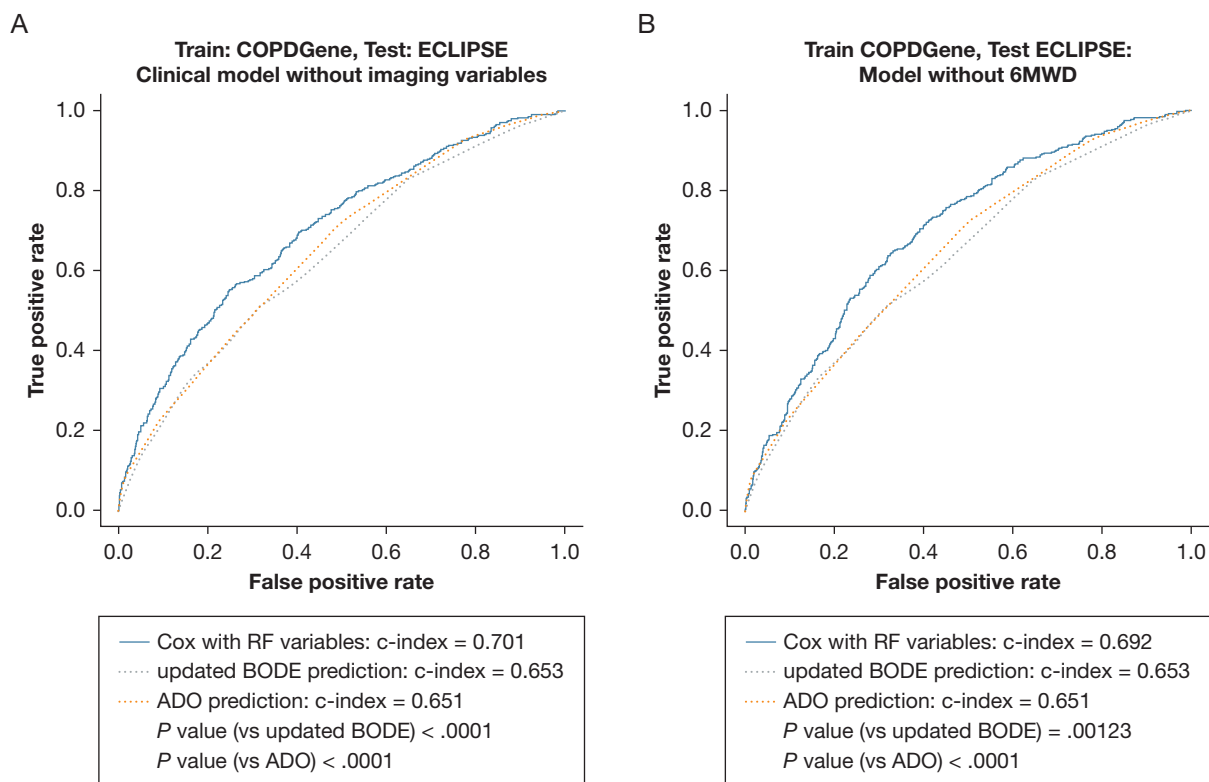 A
Train: COPDGene, Test: ECLIPSE
Clinical model without imaging variables
1.0
0.8
0.6
0.4
0.2
0.0
True positive rate
0.0 0.2 0.4 0.6 0.8 1.0
False positive rate
Cox with RF variables: c-index = 0.701
updated BODE prediction: c-index = 0.653
ADO prediction: c-index = 0.651
P value (vs updated BODE) < .0001
P value (vs ADO) < .0001
B
Train COPDGene, Test ECLIPSE:
Model without 6MWD
1.0
0.8
0.6
0.4
0.2
0.0
True positive rate
0.0 0.2 0.4 0.6 0.8 1.0
False positive rate
Cox with RF variables: c-index = 0.692
updated BODE prediction: c-index = 0.653
ADO prediction: c-index = 0.651
P value (vs updated BODE) = .00123
P value (vs ADO) < .0001